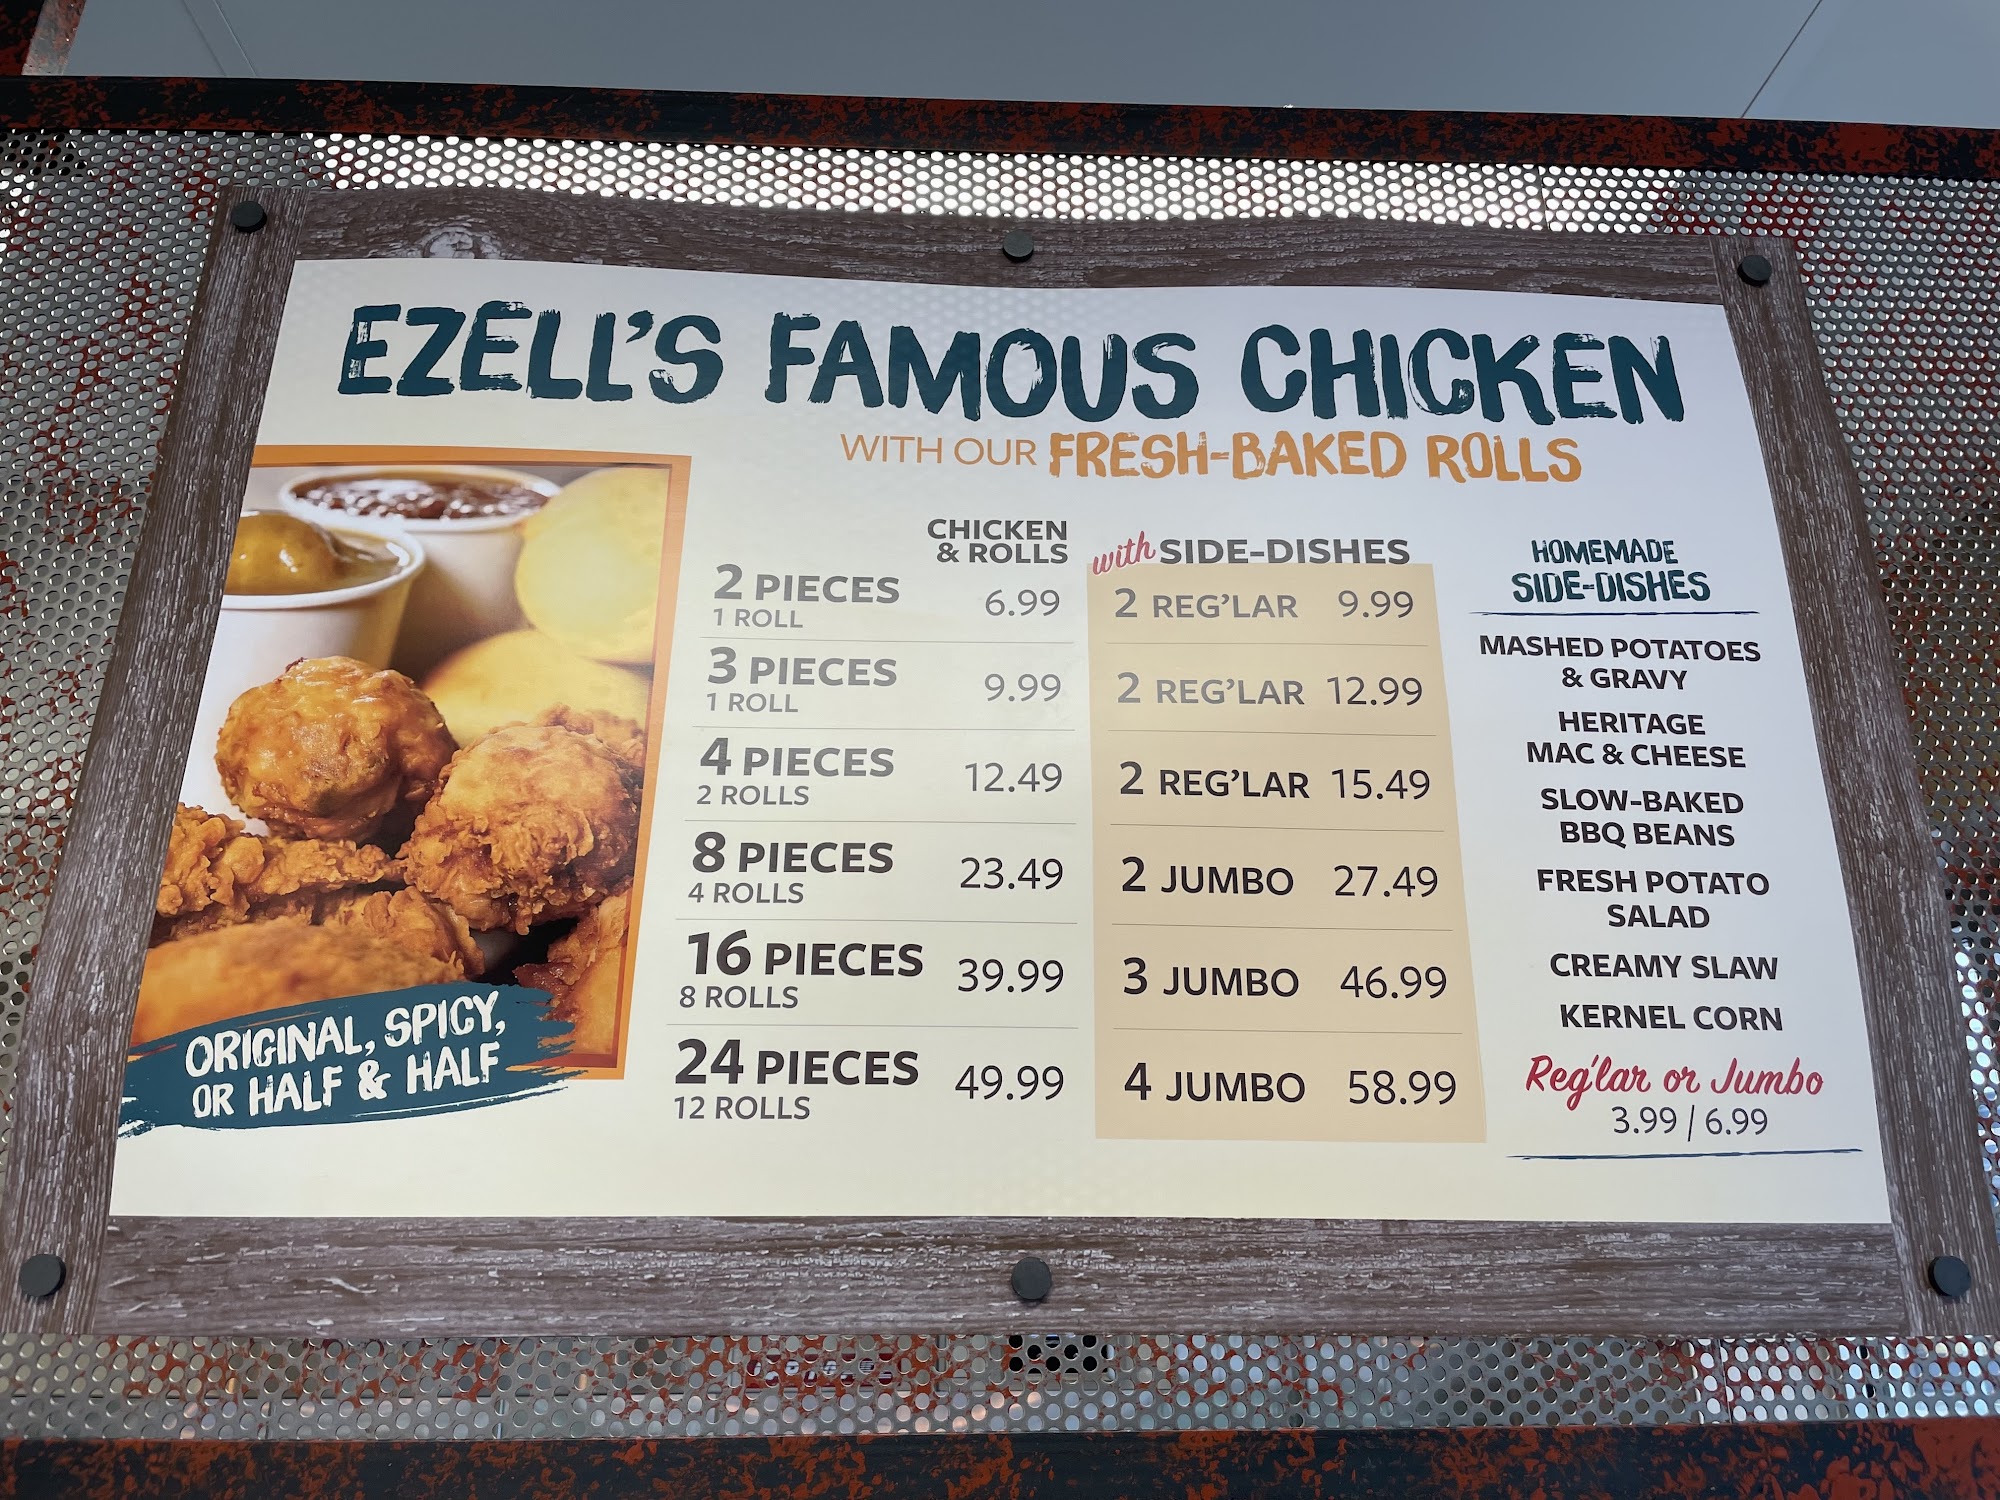 EZELL'S FAMOUS CHICKEN
WITH OUR FRESH-BAKED ROLLS
CHICKEN
& ROLLS
with SIDE-DISHES
2 PIECES 6.99 2 REG'LAR 9.99
1 ROLL
3 PIECES 9.99 2 REG'LAR 12.99
1 ROLL
4 PIECES 12.49 2 REG'LAR 15.49
2 ROLLS
8 PIECES 23.49 2 JUMBO 27.49
4 ROLLS
16 PIECES 39.99 3 JUMBO 46.99
8 ROLLS
24 PIECES 49.99 4 JUMBO 58.99
12 ROLLS
HOMEMADE
SIDE-DISHES
MASHED POTATOES
& GRAVY
HERITAGE
MAC & CHEESE
SLOW-BAKED
BBQ BEANS
FRESH POTATO
SALAD
CREAMY SLAW
KERNEL CORN
Reg'lar or Jumbo
3.99 / 6.99
ORIGINAL, SPICY,
OR HALF & HALF